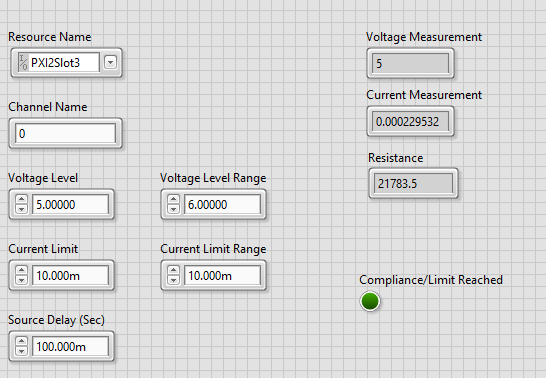 Resource Name
PXI2Slot3
Channel Name
0
Voltage Level
5.00000
Voltage Level Range
6.00000
Current Limit
10.000m
Current Limit Range
10.000m
Source Delay (Sec)
100.000m
Voltage Measurement
5
Current Measurement
0.000229532
Resistance
21783.5
Compliance/Limit Reached